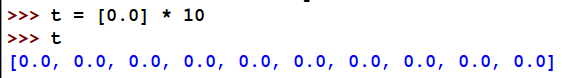 >>> t = [0.0] * 10
>>> t
[0.0, 0.0, 0.0, 0.0, 0.0, 0.0, 0.0, 0.0, 0.0, 0.0]